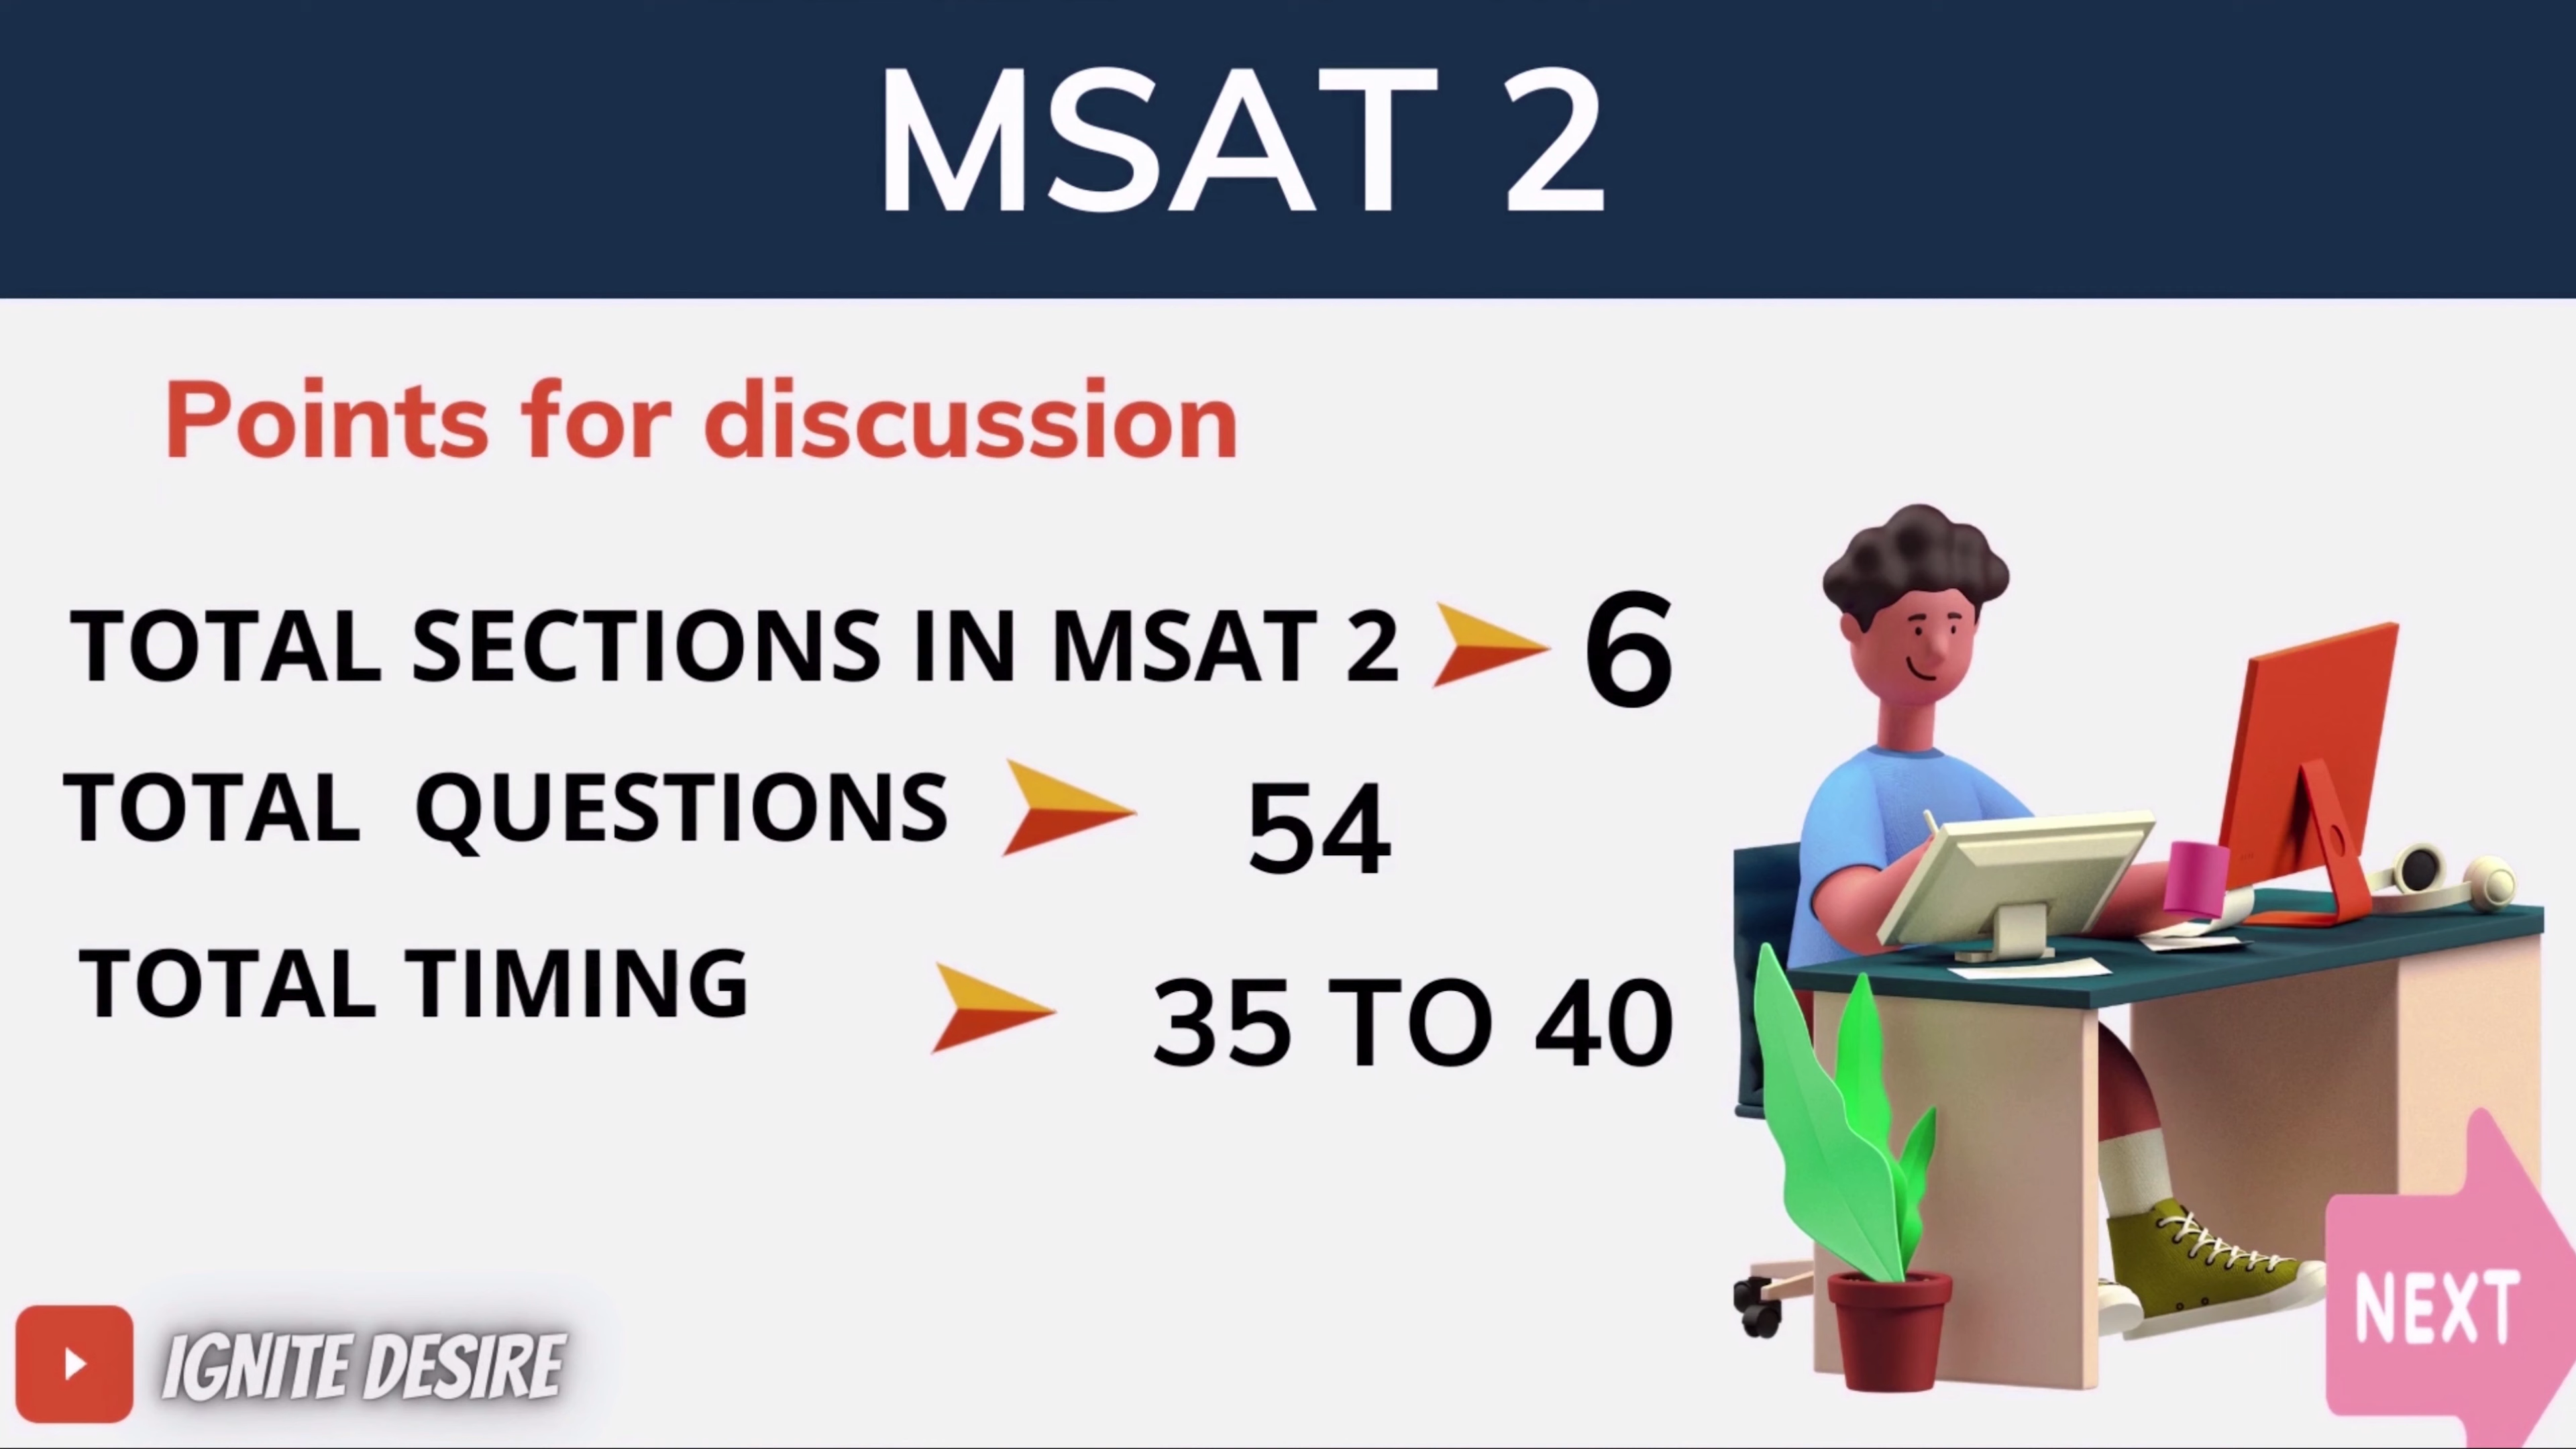 MSAT 2
Points for discussion
TOTAL SECTIONS IN MSAT 2 6
TOTAL QUESTIONS 54
TOTAL TIMING 35 TO 40
IGNITE DESIRE
NEXT